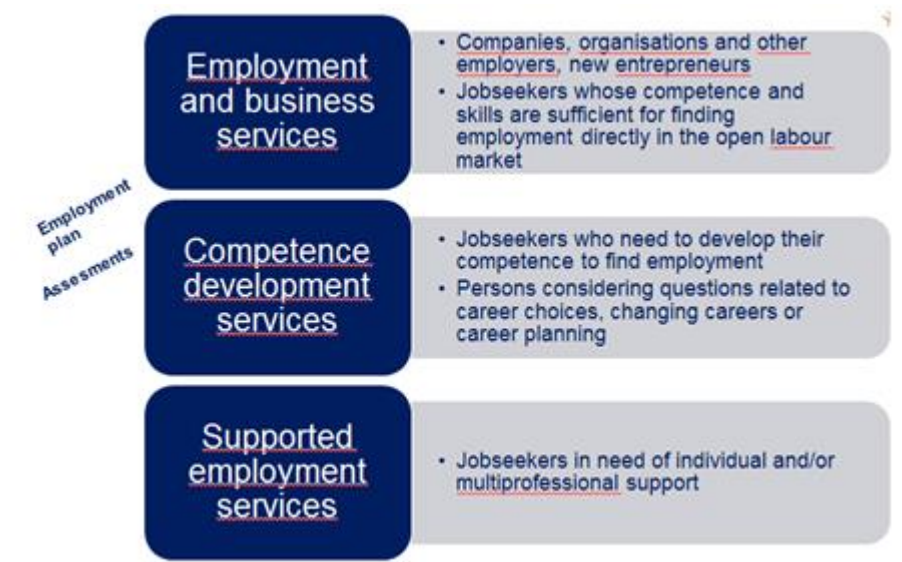 Employment
and business
services
• Companies, organisations and other
employers, new entrepreneurs
• Jobseekers whose competence and
skills are sufficient for finding
employment directly in the open labour
market
Employment
plan
Assesments
Competence
development
services
• Jobseekers who need to develop their
competence to find employment
• Persons considering questions related to
career choices, changing careers or
career planning
Supported
employment
services
• Jobseekers in need of individual and/or
multiprofessional support